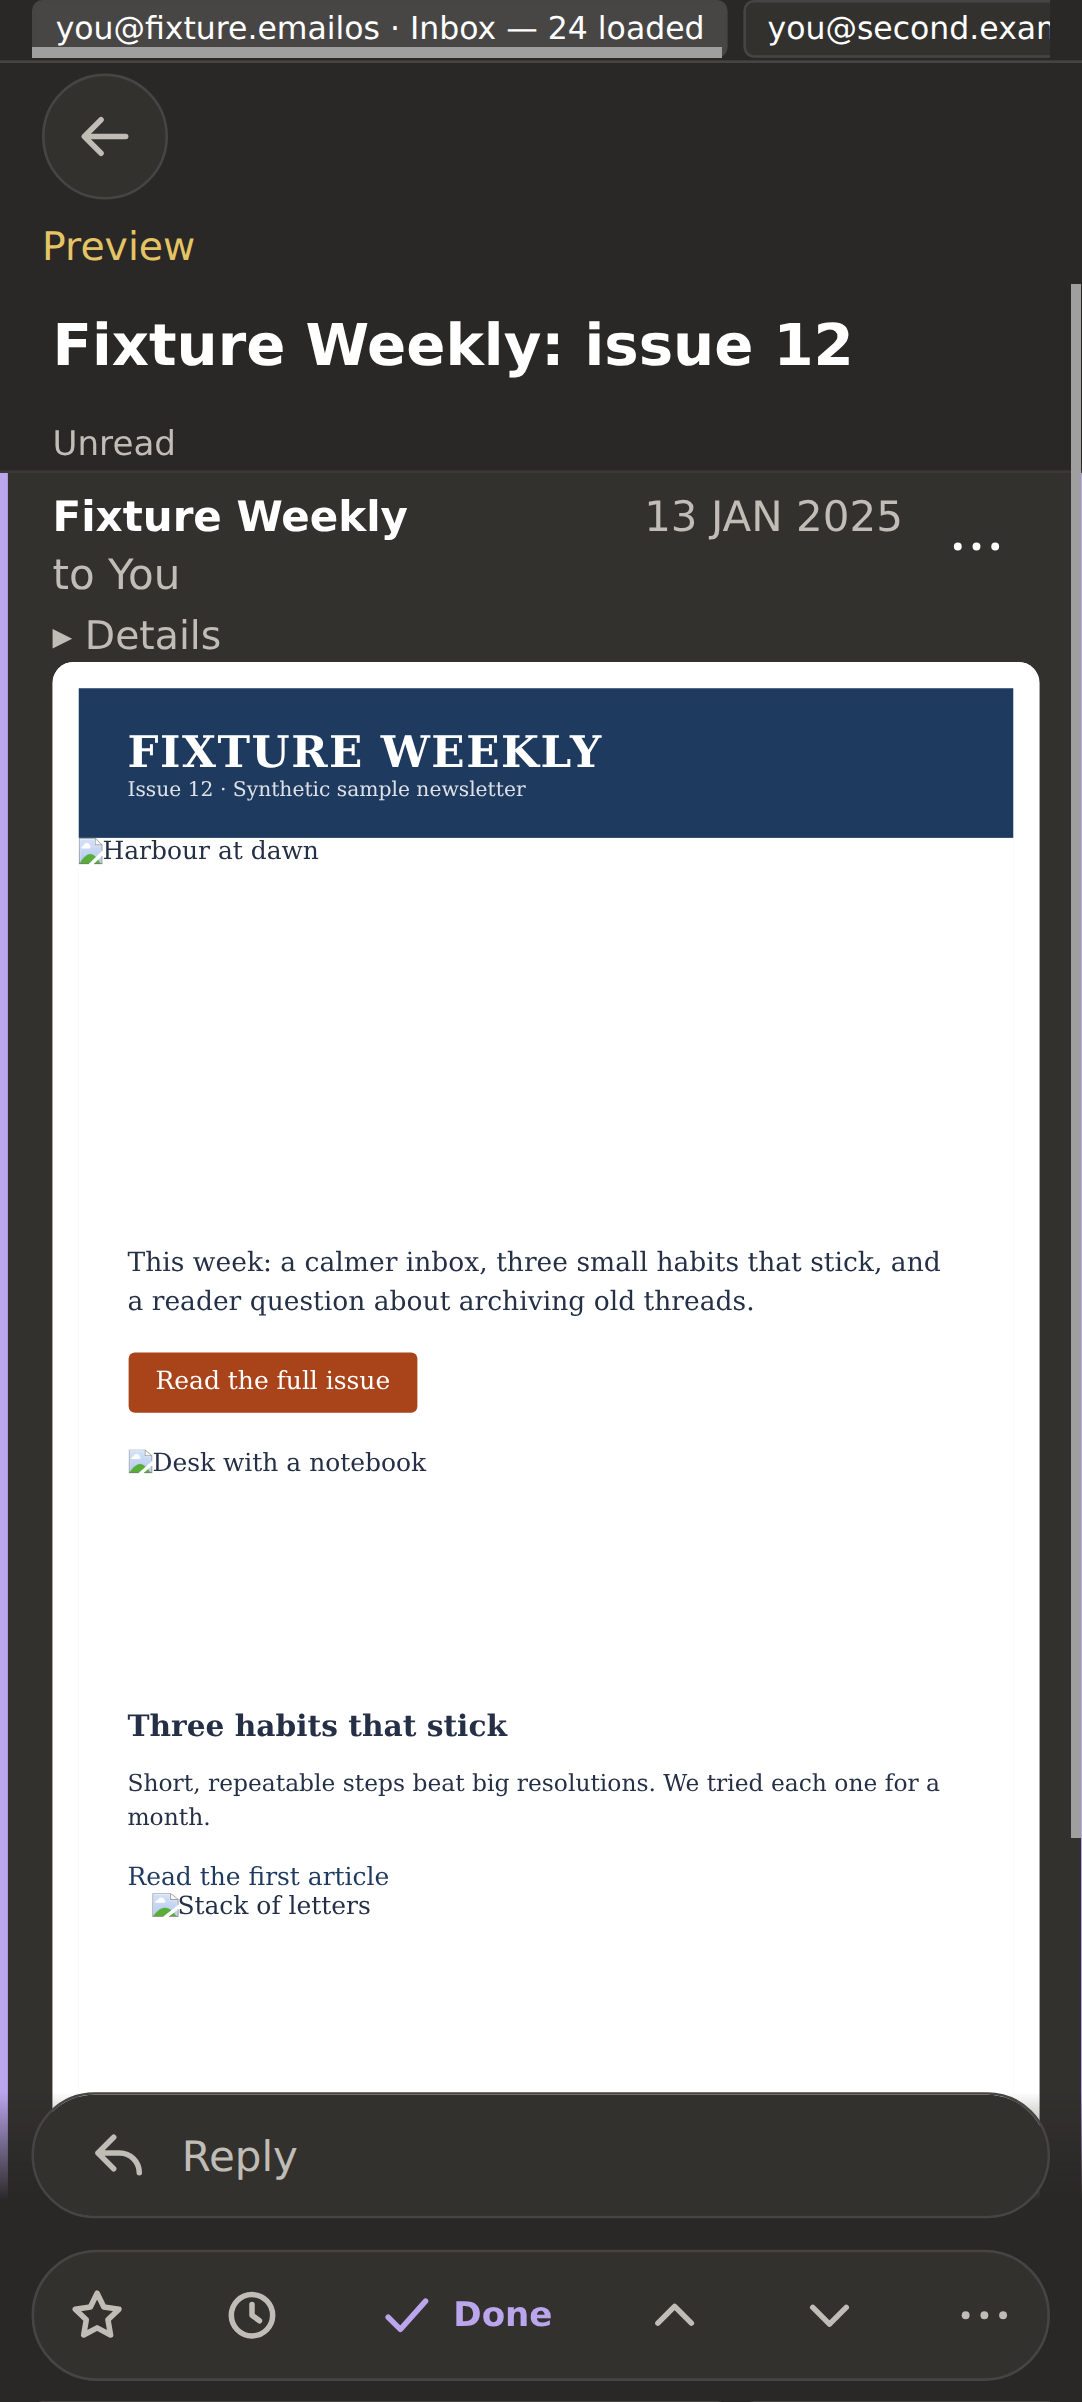 you@fixture.emailos · Inbox — 24 loaded
you@second.exam
Preview
Fixture Weekly: issue 12
Unread
Fixture Weekly
13 JAN 2025
to You
▸ Details
FIXTURE WEEKLY
Issue 12 · Synthetic sample newsletter
Harbour at dawn
This week: a calmer inbox, three small habits that stick, and
a reader question about archiving old threads.
Read the full issue
Desk with a notebook
Three habits that stick
Short, repeatable steps beat big resolutions. We tried each one for a
month.
Read the first article
Stack of letters
Reply
Done